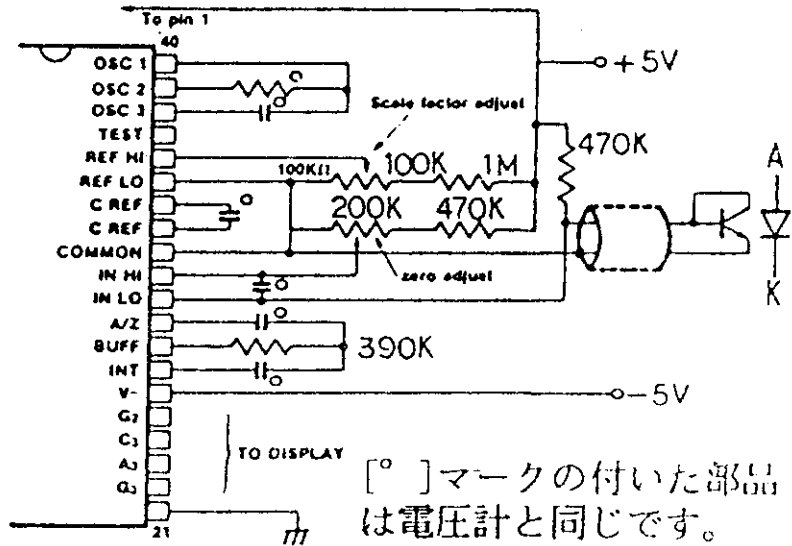 To pin 1
40
OSC 1
OSC 2
OSC 3
TEST
REF HI
REF LO
C REF
C REF
COMMON
IN HI
IN LO
A/Z
BUFF
INT
V-
G2
C3
A3
G3
21
+5V
Scale factor adjust
100KΩ
100K
1M
470K
200K
470K
zero adjust
A
K
390K
-5V
TO DISPLAY
[° ]マークの付いた部品
は電圧計と同じです。